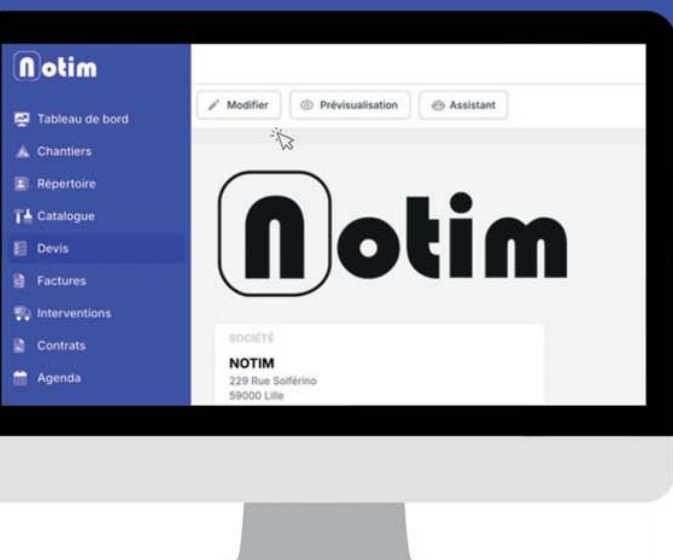 Notim
Tableau de bord
Chantiers
Répertoire
Catalogue
Devis
Factures
Interventions
Contrats
Agenda
Modifier
Prévisualisation
Assistant
Notim
SOCIÉTÉ
NOTIM
229 Rue Solférino
59000 Lille